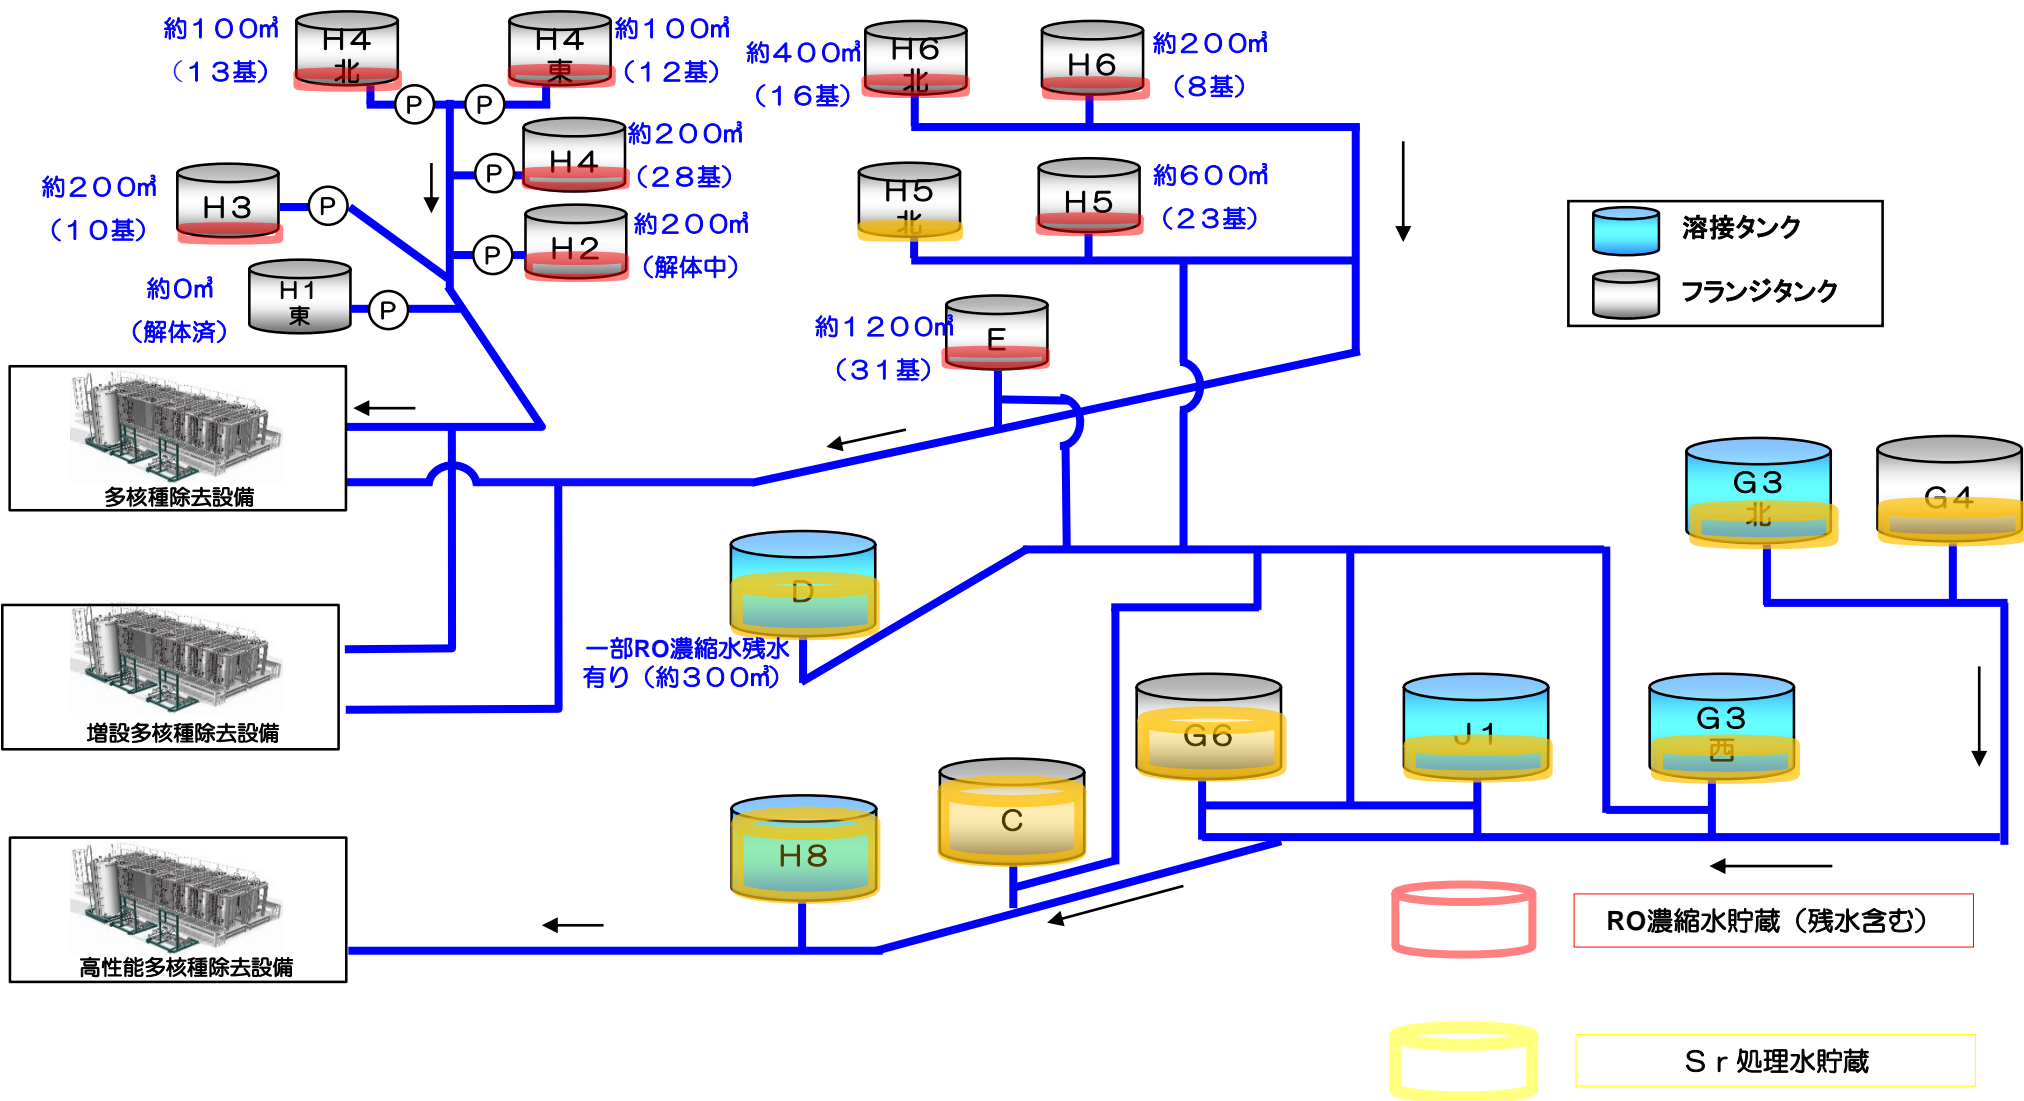 約１００㎥
（１３基）
Ｈ４
北
Ｈ４
東
約１００㎥
（１２基）
約４００㎥
（１６基）
Ｈ６
北
Ｈ６
約２００㎥
（８基）
Ｐ
Ｐ
Ｈ４
約２００㎥
（２８基）
Ｐ
約２００㎥
（１０基）
Ｈ３
Ｐ
Ｈ２
約２００㎥
（解体中）
Ｐ
Ｈ５
北
Ｈ５
約６００㎥
（２３基）
溶接タンク
フランジタンク
約０㎥
（解体済）
Ｈ１
東
Ｐ
約１２００㎥
（３１基）
Ｅ
多核種除去設備
Ｇ３
北
Ｇ４
Ｄ
一部RO濃縮水残水
有り（約３００㎥）
増設多核種除去設備
Ｇ６
Ｊ１
Ｇ３
西
Ｃ
Ｈ８
高性能多核種除去設備
RO濃縮水貯蔵（残水含む）
Ｓｒ処理水貯蔵